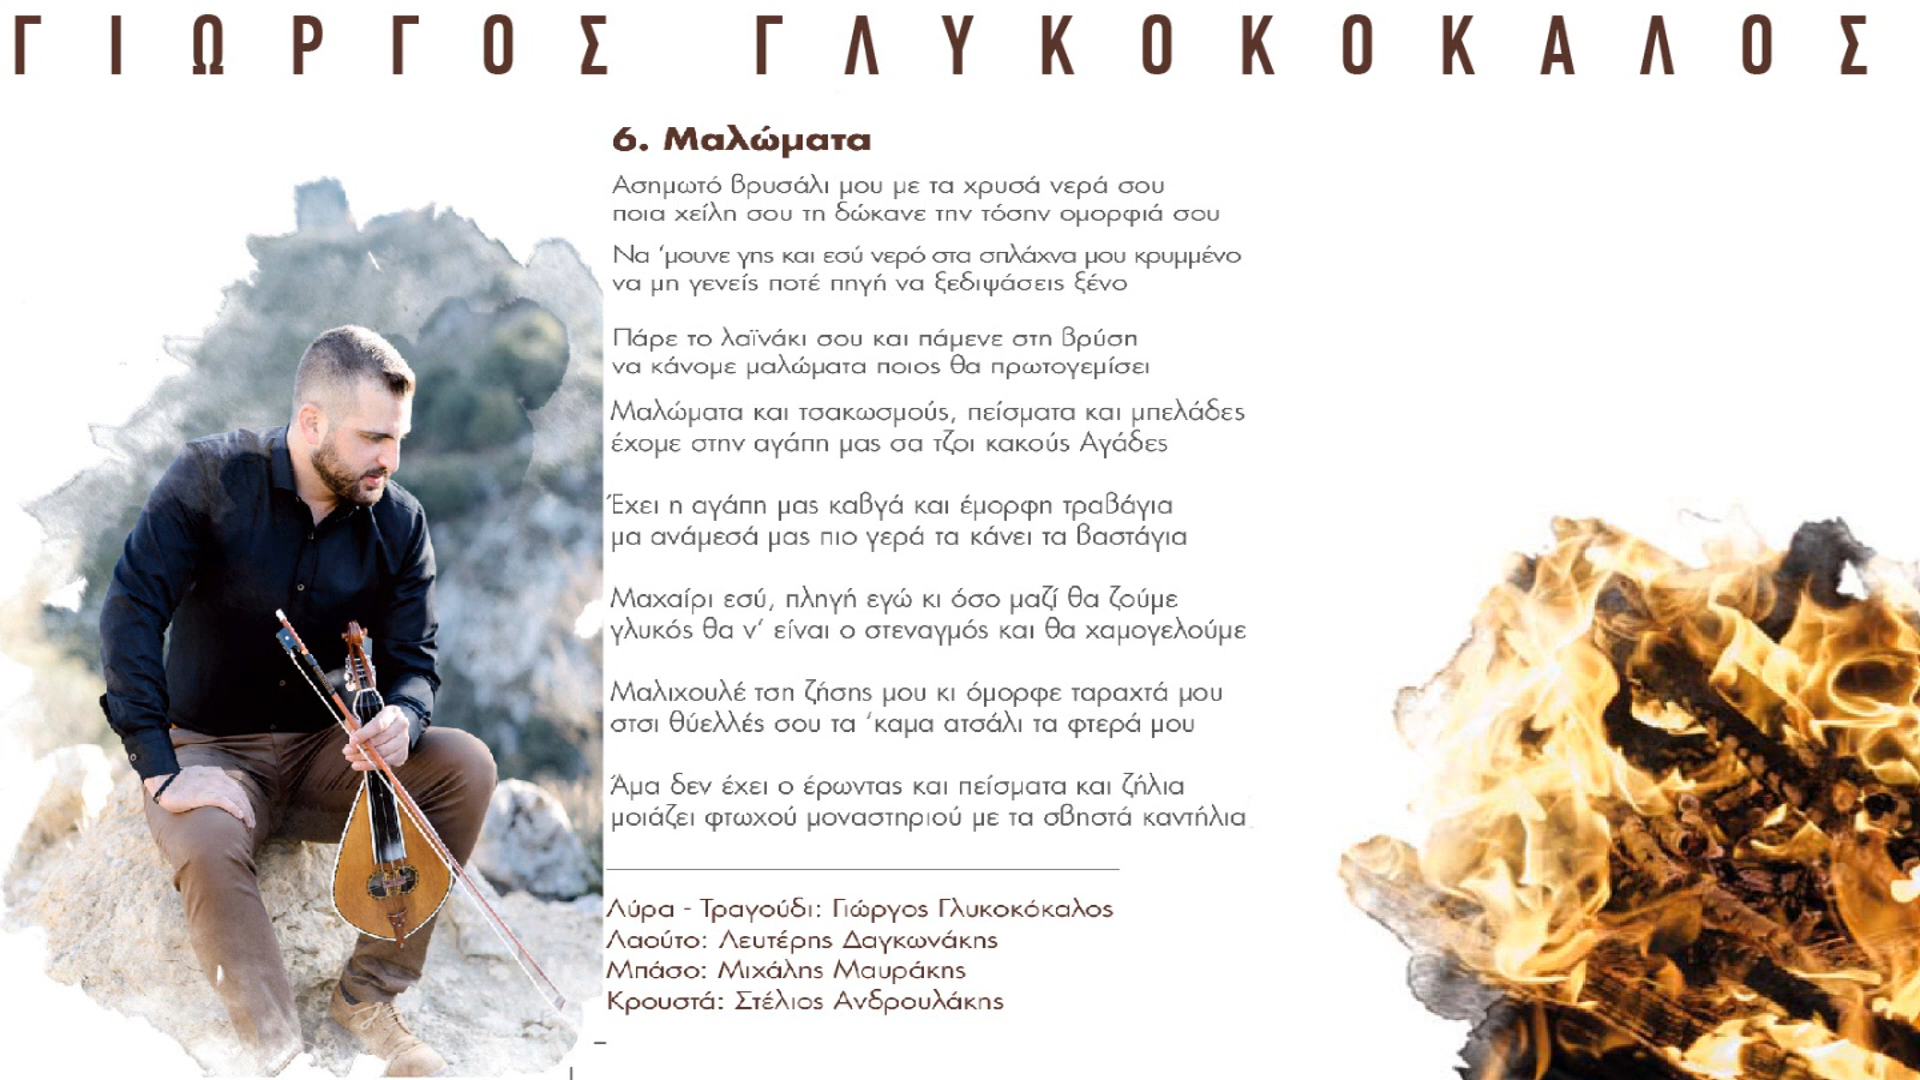 ΓΙΩΡΓΟΣ ΓΛΥΚΟΚΟΚΑΛΟΣ
6. Μαλώματα
Ασημωτό βρυσάλι μου με τα χρυσά νερά σου
ποια χείλη σου τη δώκανε την τόσην ομορφιά σου
Να ‘μουνε γης και εσύ νερό στα σπλάχνα μου κρυμμένο
να μη γενείς ποτέ πηγή να ξεδιψάσεις ξένο
Πάρε το λαϊνάκι σου και πάμενε στη βρύση
να κάνομε μαλώματα ποιος θα πρωτογεμίσει
Μαλώματα και τσακωσμούς, πείσματα και μπελάδες
έχομε στην αγάπη μας σα τζοι κακούς Αγάδες
Έχει η αγάπη μας καβγά και έμορφη τραβάγια
μα ανάμεσά μας πιο γερά τα κάνει τα βαστάγια
Μαχαίρι εσύ, πληγή εγώ κι όσο μαζί θα ζούμε
γλυκός θα ν’ είναι ο στεναγμός και θα χαμογελούμε
Μαλιχουλέ τση ζήσης μου κι όμορφε ταραχτά μου
στσι θύελλές σου τα ‘καμα ατσάλι τα φτερά μου
Άμα δεν έχει ο έρωντας και πείσματα και ζήλια
μοιάζει φτωχού μοναστηριού με τα σβηστά καντήλια
Λύρα - Τραγούδι: Γιώργος Γλυκοκόκαλος
Λαούτο: Λευτέρης Δαγκωνάκης
Μπάσο: Μιχάλης Μαυράκης
Κρουστά: Στέλιος Ανδρουλάκης